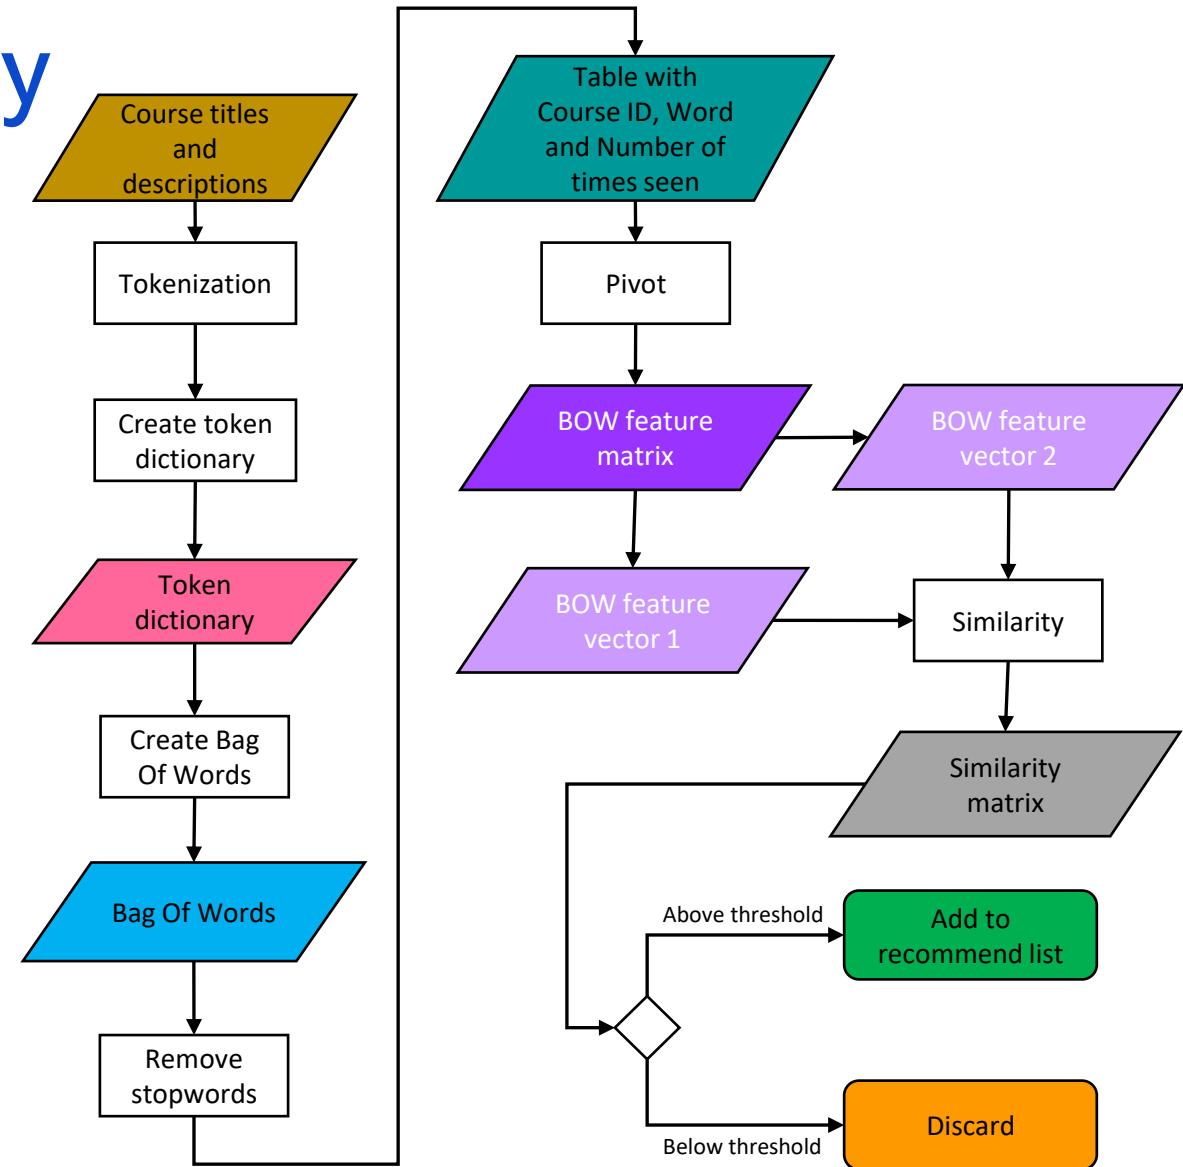 y
Course titles
and
descriptions
Tokenization
Create token
dictionary
Token
dictionary
Create Bag
Of Words
Bag Of Words
Remove
stopwords
Table with
Course ID, Word
and Number of
times seen
Pivot
BOW feature
matrix
BOW feature
vector 2
BOW feature
vector 1
Similarity
Similarity
matrix
Above threshold
Add to
recommend list
Below threshold
Discard